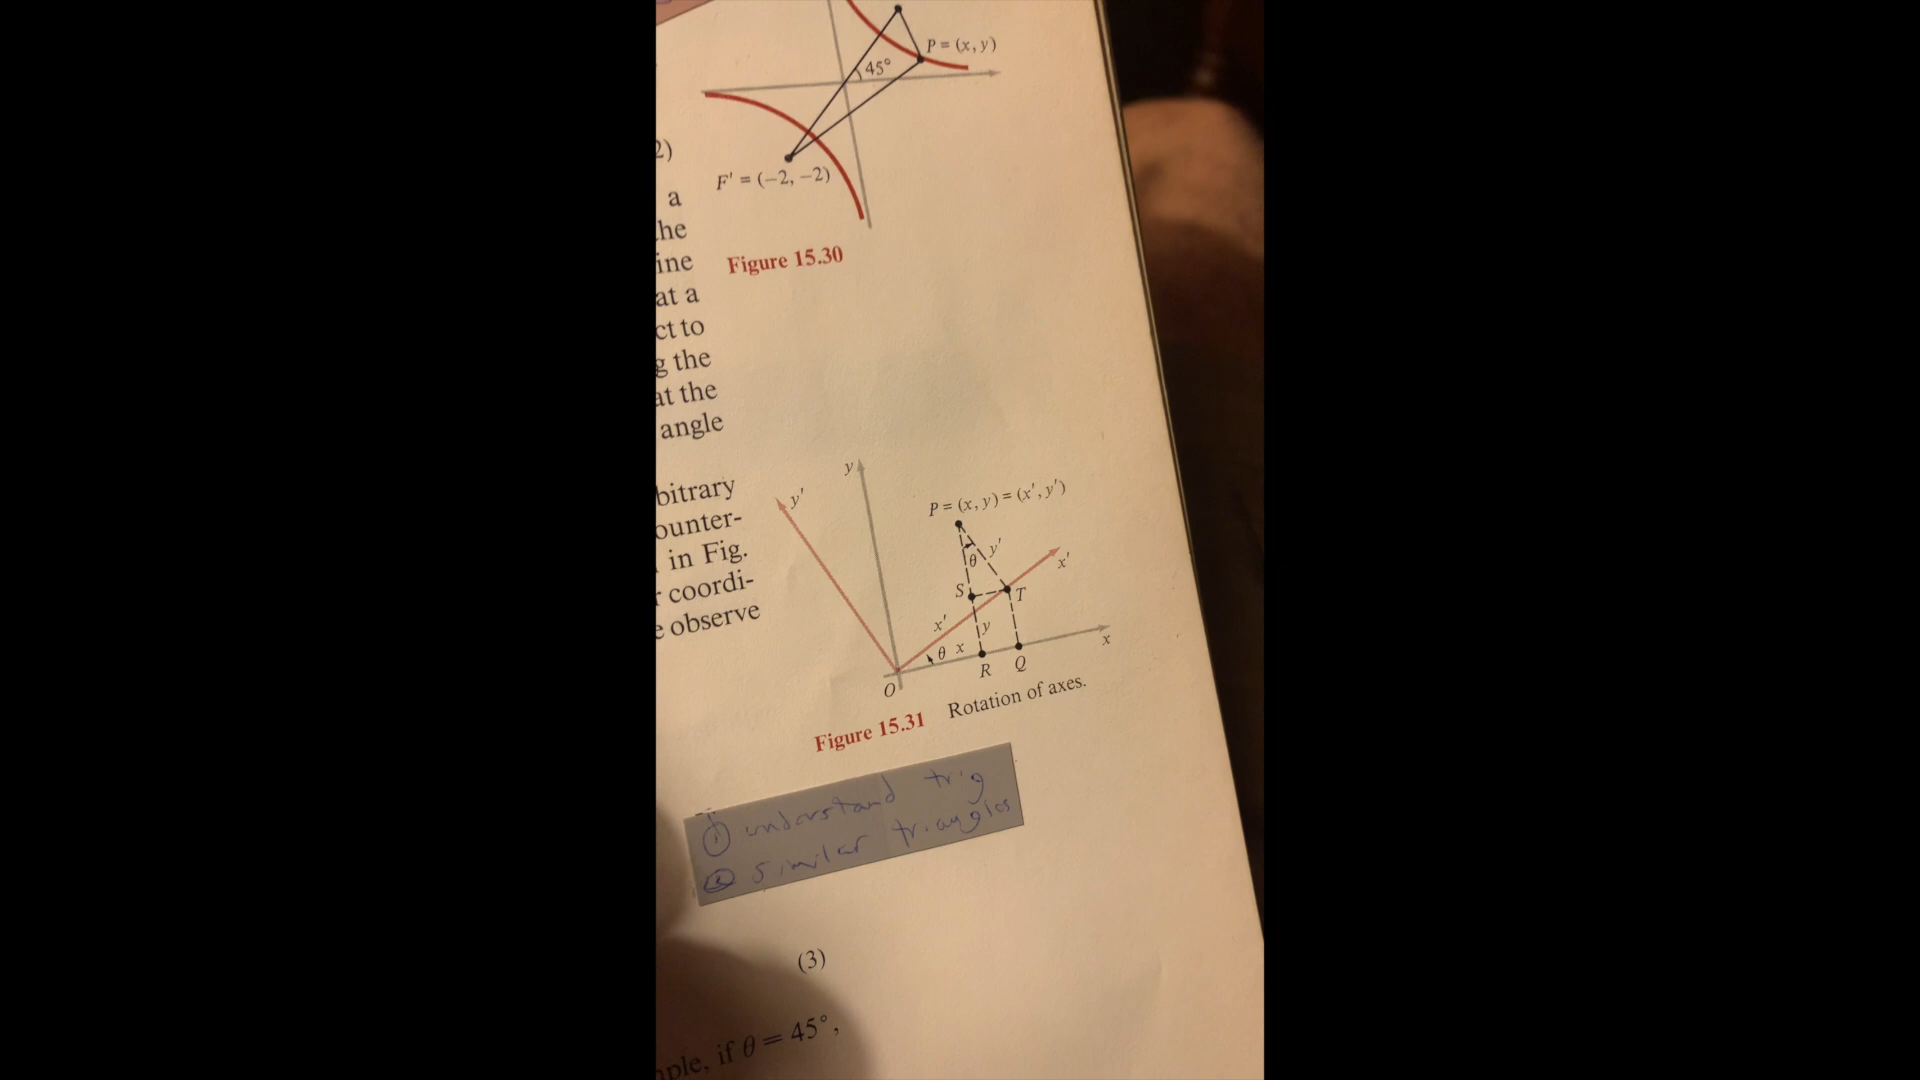 P = (x, y)
45°
2)
F' = (−2, −2)
a
he
ine
Figure 15.30
at a
ct to
g the
at the
angle
bitrary
ounter-
in Fig.
coordi-
e observe
y
y'
P = (x, y) = (x', y')
θ
y'
x'
S
T
x'
y
θ
x
x
O
R
Q
Figure 15.31 Rotation of axes.
① understand trig
② similar triangles
(3)
ple, if θ = 45°,